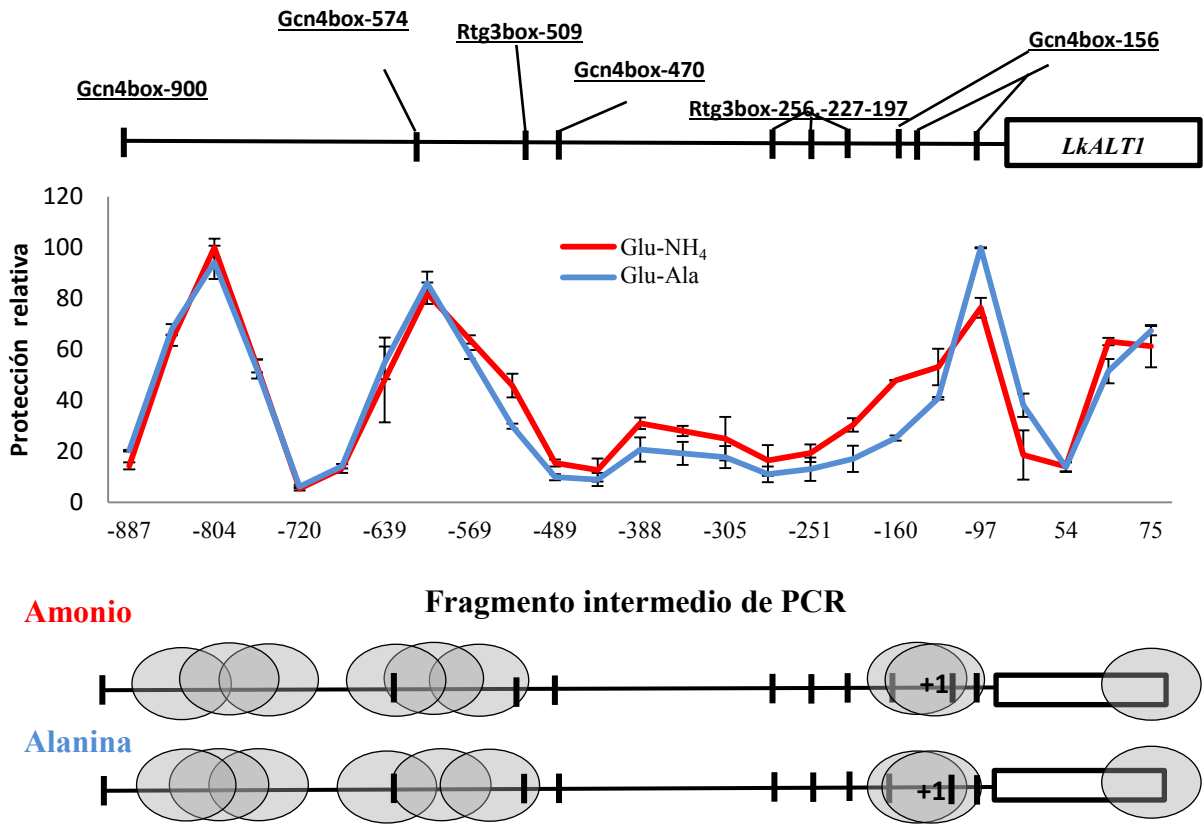 Gcn4box-574
Rtg3box-509
Gcn4box-156
Gcn4box-470
Gcn4box-900
Rtg3box-256,-227-197
LkALT1
Protección relativa
120
100
80
60
40
20
0
Glu-NH₄
Glu-Ala
-887 -804 -720 -639 -569 -489 -388 -305 -251 -160 -97 54 75
Fragmento intermedio de PCR
Amonio
+1
Alanina
+1